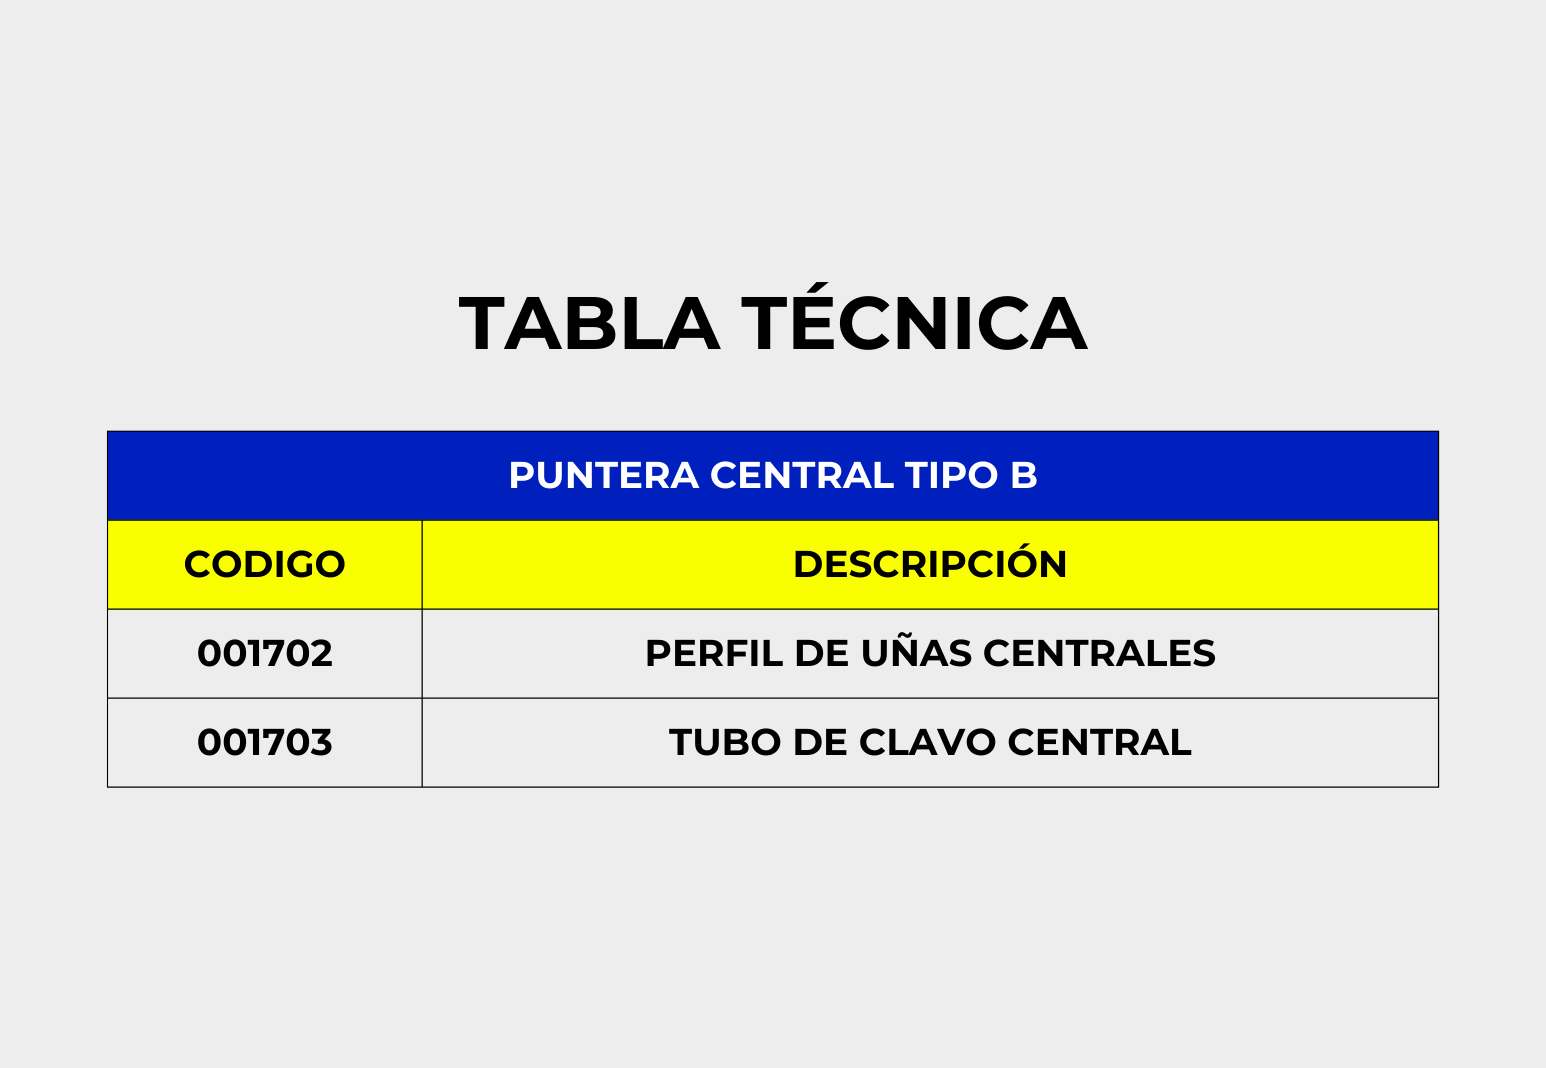 TABLA TÉCNICA
PUNTERA CENTRAL TIPO B
CODIGO DESCRIPCIÓN
001702 PERFIL DE UÑAS CENTRALES
001703 TUBO DE CLAVO CENTRAL